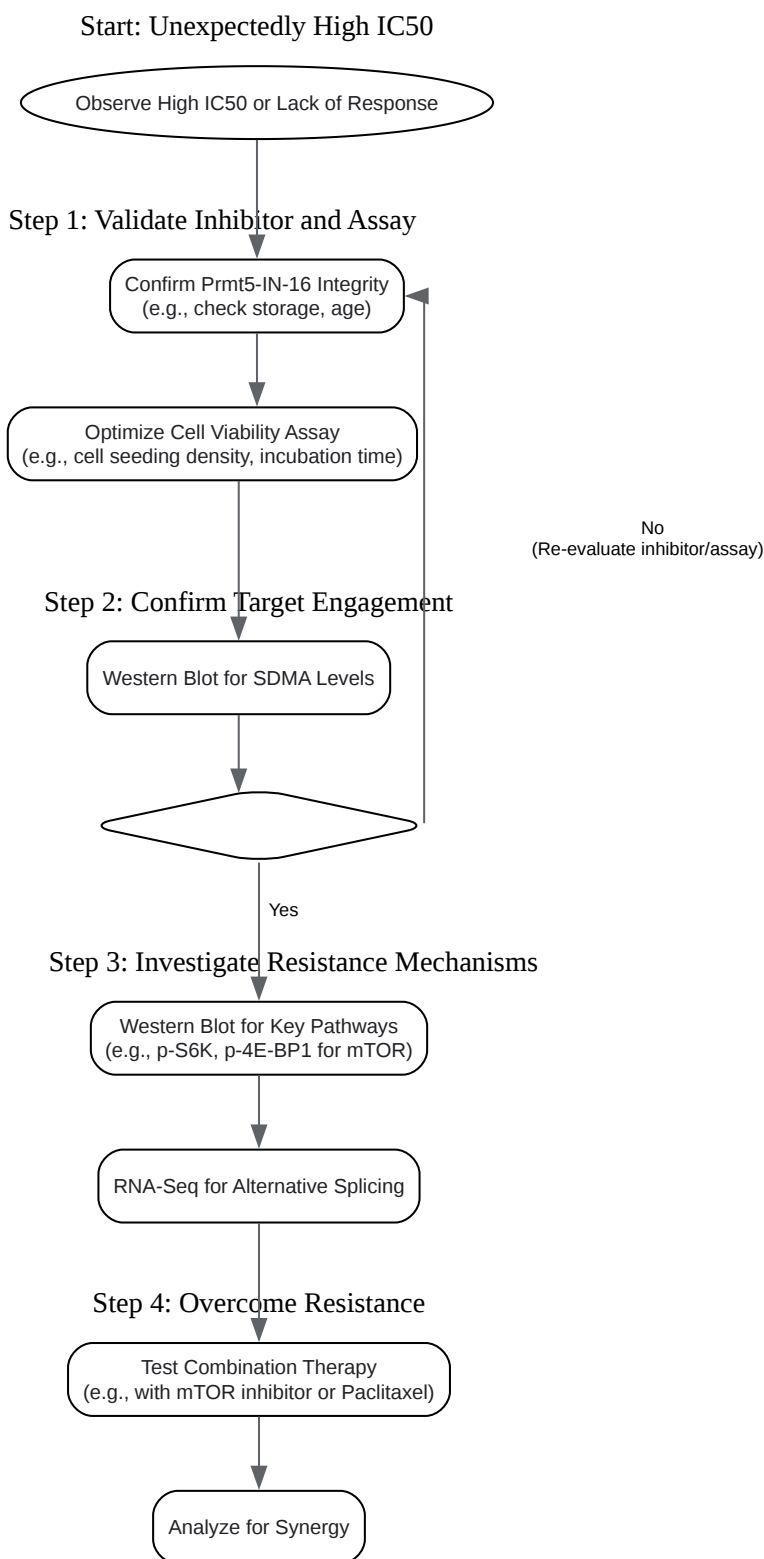 Start: Unexpectedly High IC50
Observe High IC50 or Lack of Response
Step 1: Validate Inhibitor and Assay
Confirm Prmt5-IN-16 Integrity
(e.g., check storage, age)
Optimize Cell Viability Assay
(e.g., cell seeding density, incubation time)
No
(Re-evaluate inhibitor/assay)
Step 2: Confirm Target Engagement
Western Blot for SDMA Levels
Yes
Step 3: Investigate Resistance Mechanisms
Western Blot for Key Pathways
(e.g., p-S6K, p-4E-BP1 for mTOR)
RNA-Seq for Alternative Splicing
Step 4: Overcome Resistance
Test Combination Therapy
(e.g., with mTOR inhibitor or Paclitaxel)
Analyze for Synergy